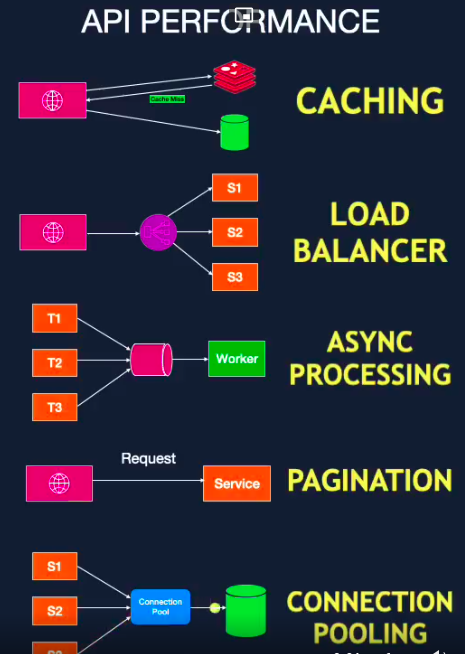 API PERFORMANCE
Cache Miss
CACHING
S1
S2
S3
LOAD
BALANCER
T1
T2
T3
Worker
ASYNC
PROCESSING
Request
Service
PAGINATION
S1
S2
Connection
Pool
CONNECTION
POOLING